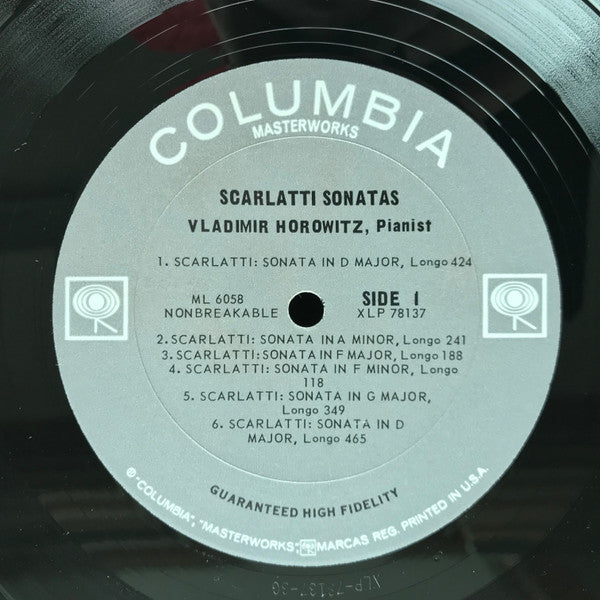 COLUMBIA
MASTERWORKS
SCARLATTI SONATAS
VLADIMIR HOROWITZ, Pianist
1. SCARLATTI: SONATA IN D MAJOR, Longo 424
ML 6058
NONBREAKABLE
SIDE 1
XLP 78137
2. SCARLATTI: SONATA IN A MINOR, Longo 241
3. SCARLATTI: SONATA IN F MAJOR, Longo 188
4. SCARLATTI: SONATA IN F MINOR, Longo
118
5. SCARLATTI: SONATA IN G MAJOR,
Longo 349
6. SCARLATTI: SONATA IN D
MAJOR, Longo 465
GUARANTEED HIGH FIDELITY
® "COLUMBIA", "MASTERWORKS", MARCAS REG. PRINTED IN U.S.A.